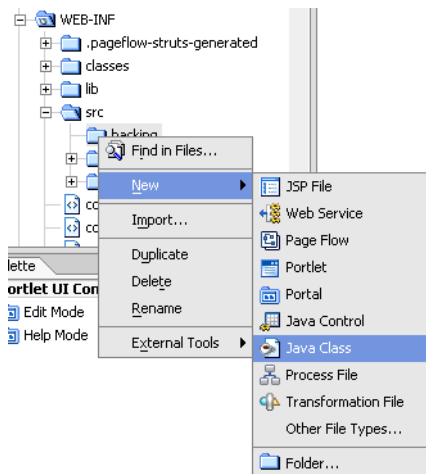 WEB-INF
.pageflow-struts-generated
classes
lib
src
backing
Find in Files...
New
Import...
Duplicate
Delete
Rename
External Tools
JSP File
Web Service
Page Flow
Portlet
Portal
Java Control
Java Class
Process File
Transformation File
Other File Types...
Folder...
co
co
lette
ortlet UI Con
Edit Mode
Help Mode